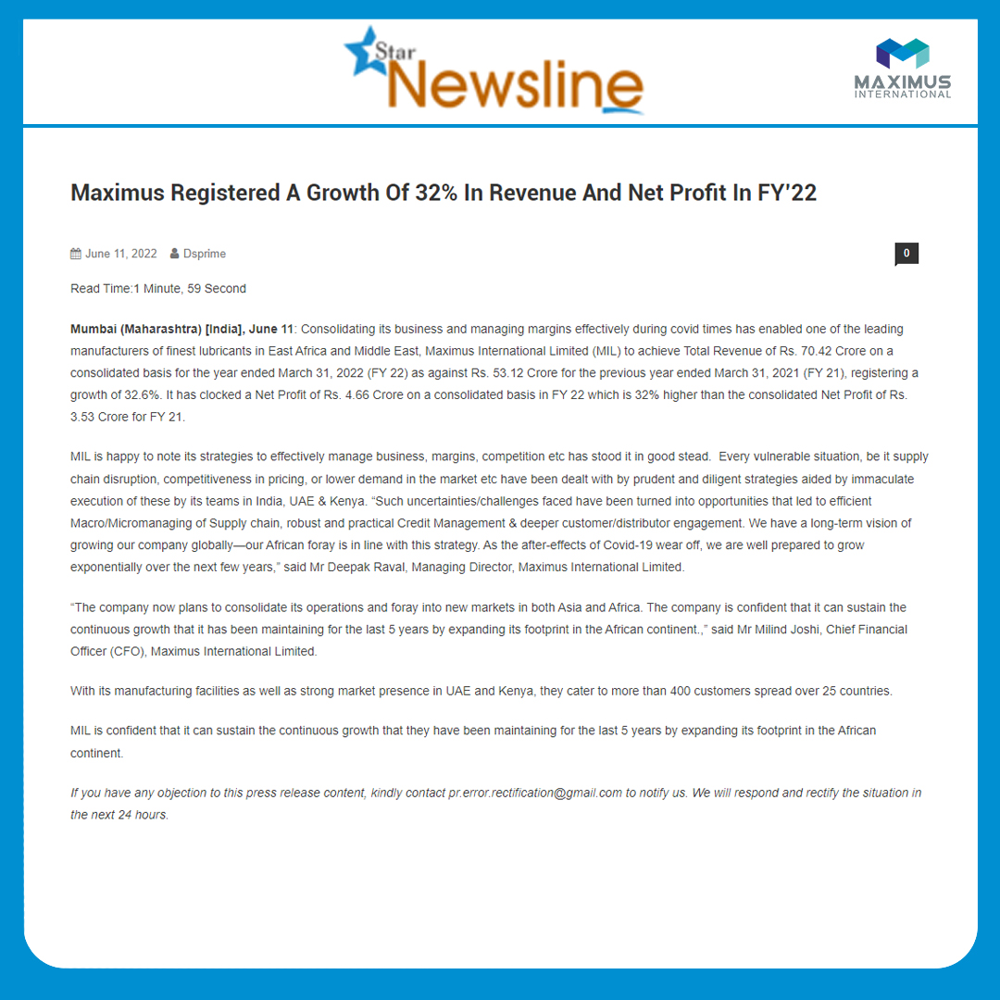 Star
Newsline
MAXIMUS
INTERNATIONAL
Maximus Registered A Growth Of 32% In Revenue And Net Profit In FY'22
June 11, 2022 Dsprime
0
Read Time:1 Minute, 59 Second
Mumbai (Maharashtra) [India], June 11: Consolidating its business and managing margins effectively during covid times has enabled one of the leading
manufacturers of finest lubricants in East Africa and Middle East, Maximus International Limited (MIL) to achieve Total Revenue of Rs. 70.42 Crore on a
consolidated basis for the year ended March 31, 2022 (FY 22) as against Rs. 53.12 Crore for the previous year ended March 31, 2021 (FY 21), registering a
growth of 32.6%. It has clocked a Net Profit of Rs. 4.66 Crore on a consolidated basis in FY 22 which is 32% higher than the consolidated Net Profit of Rs.
3.53 Crore for FY 21.
MIL is happy to note its strategies to effectively manage business, margins, competition etc has stood it in good stead.  Every vulnerable situation, be it supply
chain disruption, competitiveness in pricing, or lower demand in the market etc have been dealt with by prudent and diligent strategies aided by immaculate
execution of these by its teams in India, UAE & Kenya. “Such uncertainties/challenges faced have been turned into opportunities that led to efficient
Macro/Micromanaging of Supply chain, robust and practical Credit Management & deeper customer/distributor engagement. We have a long-term vision of
growing our company globally—our African foray is in line with this strategy. As the after-effects of Covid-19 wear off, we are well prepared to grow
exponentially over the next few years,” said Mr Deepak Raval, Managing Director, Maximus International Limited.
“The company now plans to consolidate its operations and foray into new markets in both Asia and Africa. The company is confident that it can sustain the
continuous growth that it has been maintaining for the last 5 years by expanding its footprint in the African continent.,” said Mr Milind Joshi, Chief Financial
Officer (CFO), Maximus International Limited.
With its manufacturing facilities as well as strong market presence in UAE and Kenya, they cater to more than 400 customers spread over 25 countries.
MIL is confident that it can sustain the continuous growth that they have been maintaining for the last 5 years by expanding its footprint in the African
continent.
If you have any objection to this press release content, kindly contact pr.error.rectification@gmail.com to notify us. We will respond and rectify the situation in
the next 24 hours.